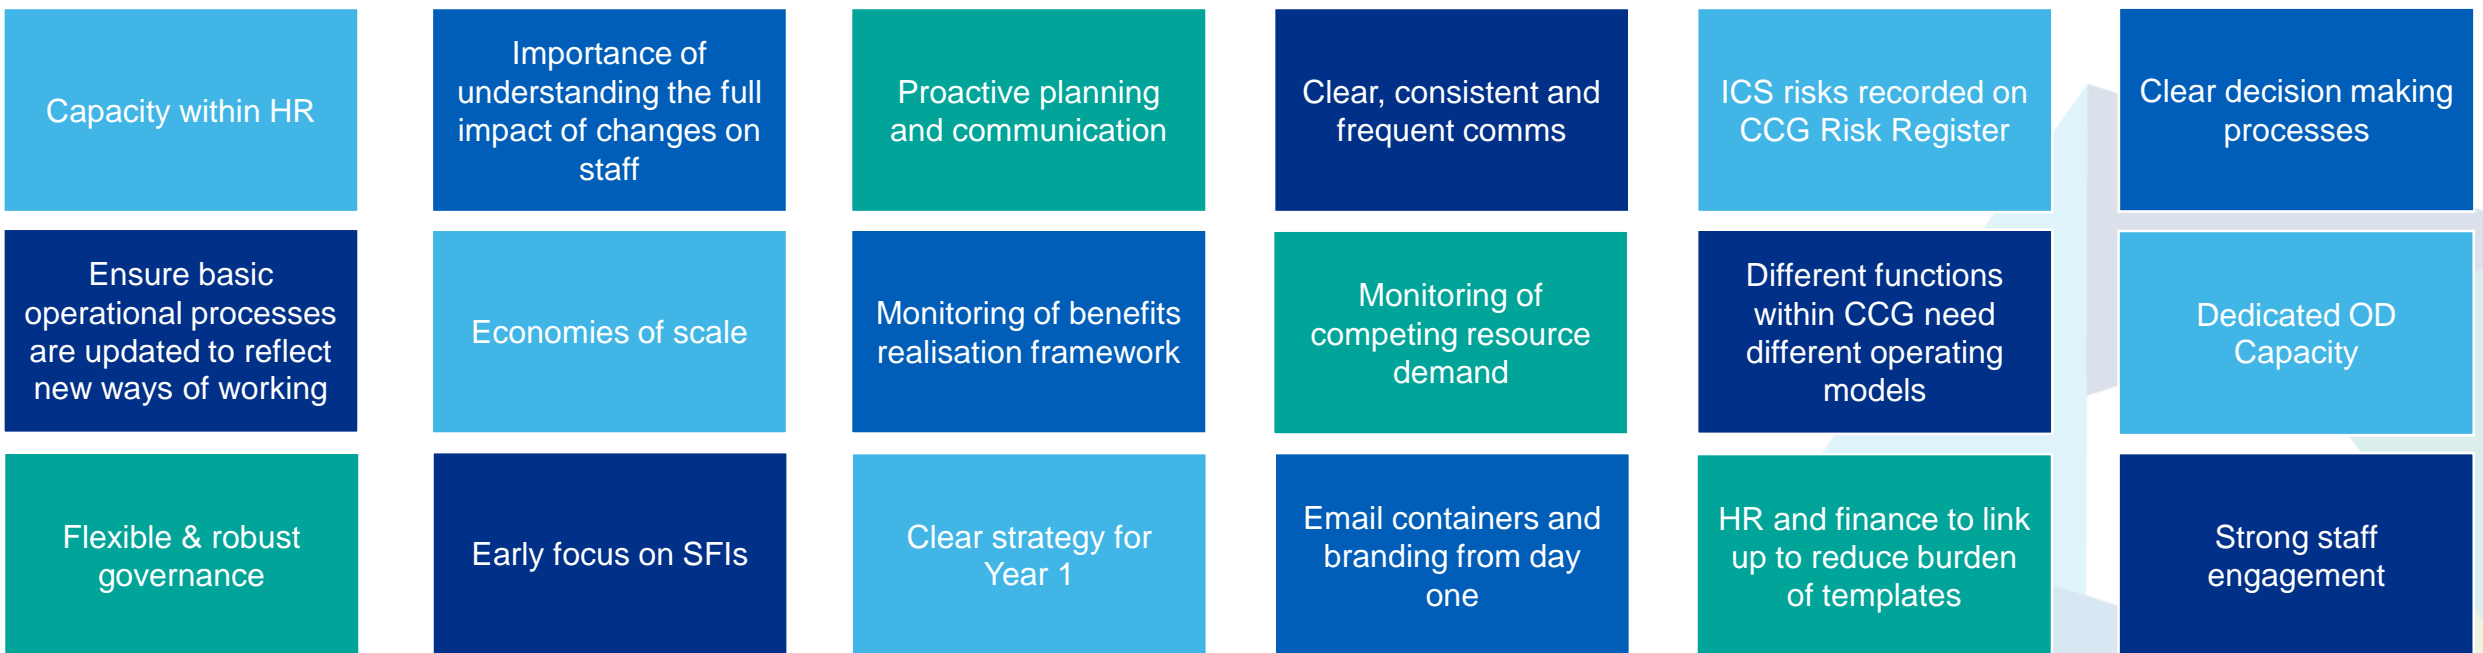 Capacity within HR
Importance of
understanding the full
impact of changes on
staff
Proactive planning
and communication
Clear, consistent and
frequent comms
ICS risks recorded on
CCG Risk Register
Clear decision making
processes
Ensure basic
operational processes
are updated to reflect
new ways of working
Economies of scale
Monitoring of benefits
realisation framework
Monitoring of
competing resource
demand
Different functions
within CCG need
different operating
models
Dedicated OD
Capacity
Flexible & robust
governance
Early focus on SFIs
Clear strategy for
Year 1
Email containers and
branding from day
one
HR and finance to link
up to reduce burden
of templates
Strong staff
engagement